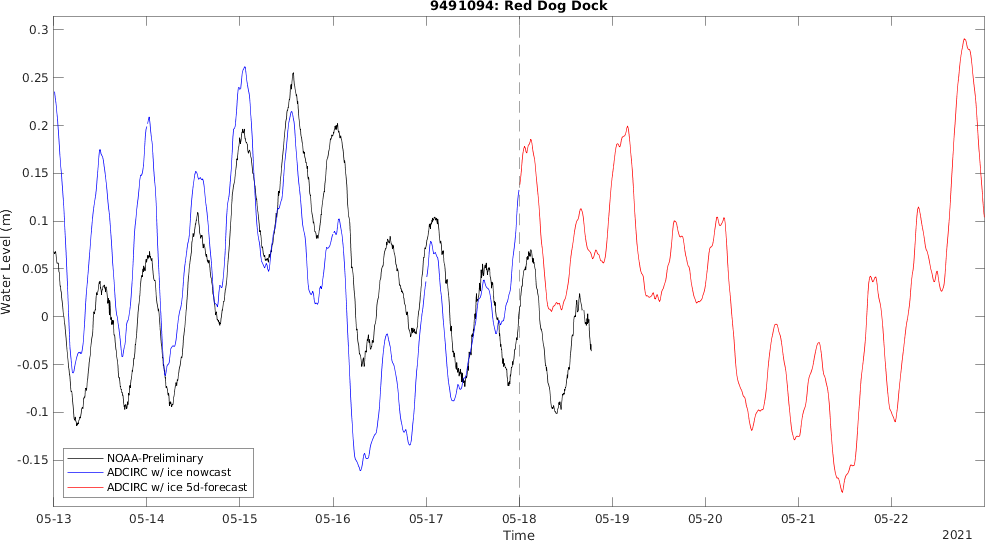 9491094: Red Dog Dock
0.3
0.25
0.2
0.15
0.1
0.05
0
-0.05
-0.1
-0.15
Water Level (m)
NOAA-Preliminary
ADCIRC w/ ice nowcast
ADCIRC w/ ice 5d-forecast
05-13 05-14 05-15 05-16 05-17 05-18 05-19 05-20 05-21 05-22
Time
2021